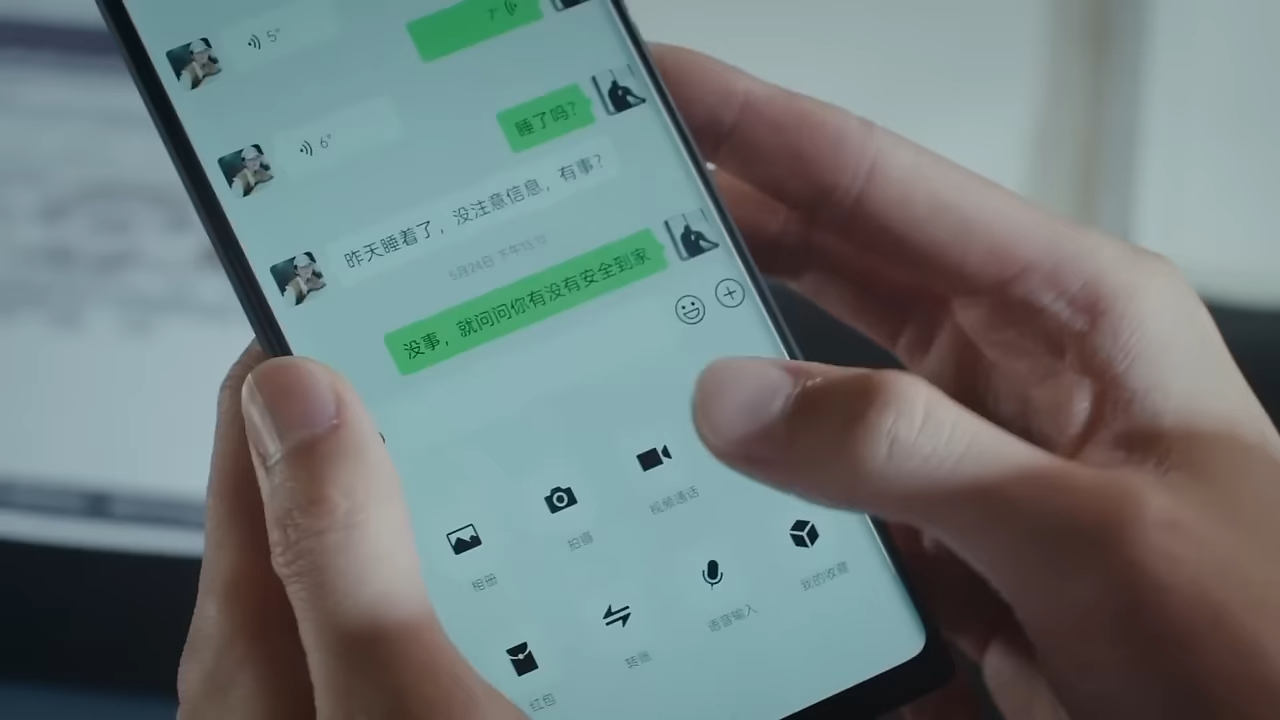 7"
5"
睡了吗?
6"
昨天睡着了，没注意信息，有事?
没事，就问问你有没有安全到家
相册
拍摄
视频通话
红包
转账
语音输入
我的收藏